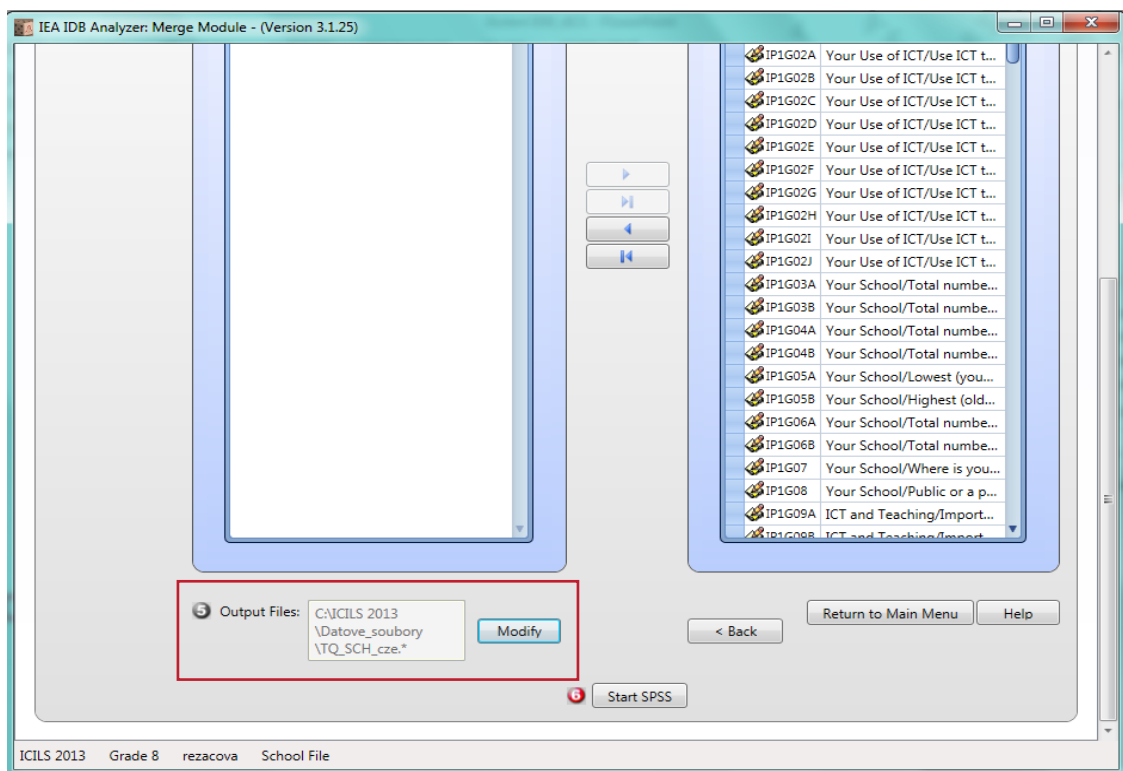 IEA IDB Analyzer: Merge Module - (Version 3.1.25)
IP1G02A Your Use of ICT/Use ICT t...
IP1G02B Your Use of ICT/Use ICT t...
IP1G02C Your Use of ICT/Use ICT t...
IP1G02D Your Use of ICT/Use ICT t...
IP1G02E Your Use of ICT/Use ICT t...
IP1G02F Your Use of ICT/Use ICT t...
IP1G02G Your Use of ICT/Use ICT t...
IP1G02H Your Use of ICT/Use ICT t...
IP1G02I Your Use of ICT/Use ICT t...
IP1G02J Your Use of ICT/Use ICT t...
IP1G03A Your School/Total numbe...
IP1G03B Your School/Total numbe...
IP1G04A Your School/Total numbe...
IP1G04B Your School/Total numbe...
IP1G05A Your School/Lowest (you...
IP1G05B Your School/Highest (old...
IP1G06A Your School/Total numbe...
IP1G06B Your School/Total numbe...
IP1G07 Your School/Where is you...
IP1G08 Your School/Public or a p...
IP1G09A ICT and Teaching/Import...
IP1G09B ICT and Teaching/Import...
5 Output Files:
C:\ICILS 2013
\Datove_soubory
\TQ_SCH_cze.*
Modify
< Back
Return to Main Menu
Help
6 Start SPSS
ICILS 2013 Grade 8 rezacova School File